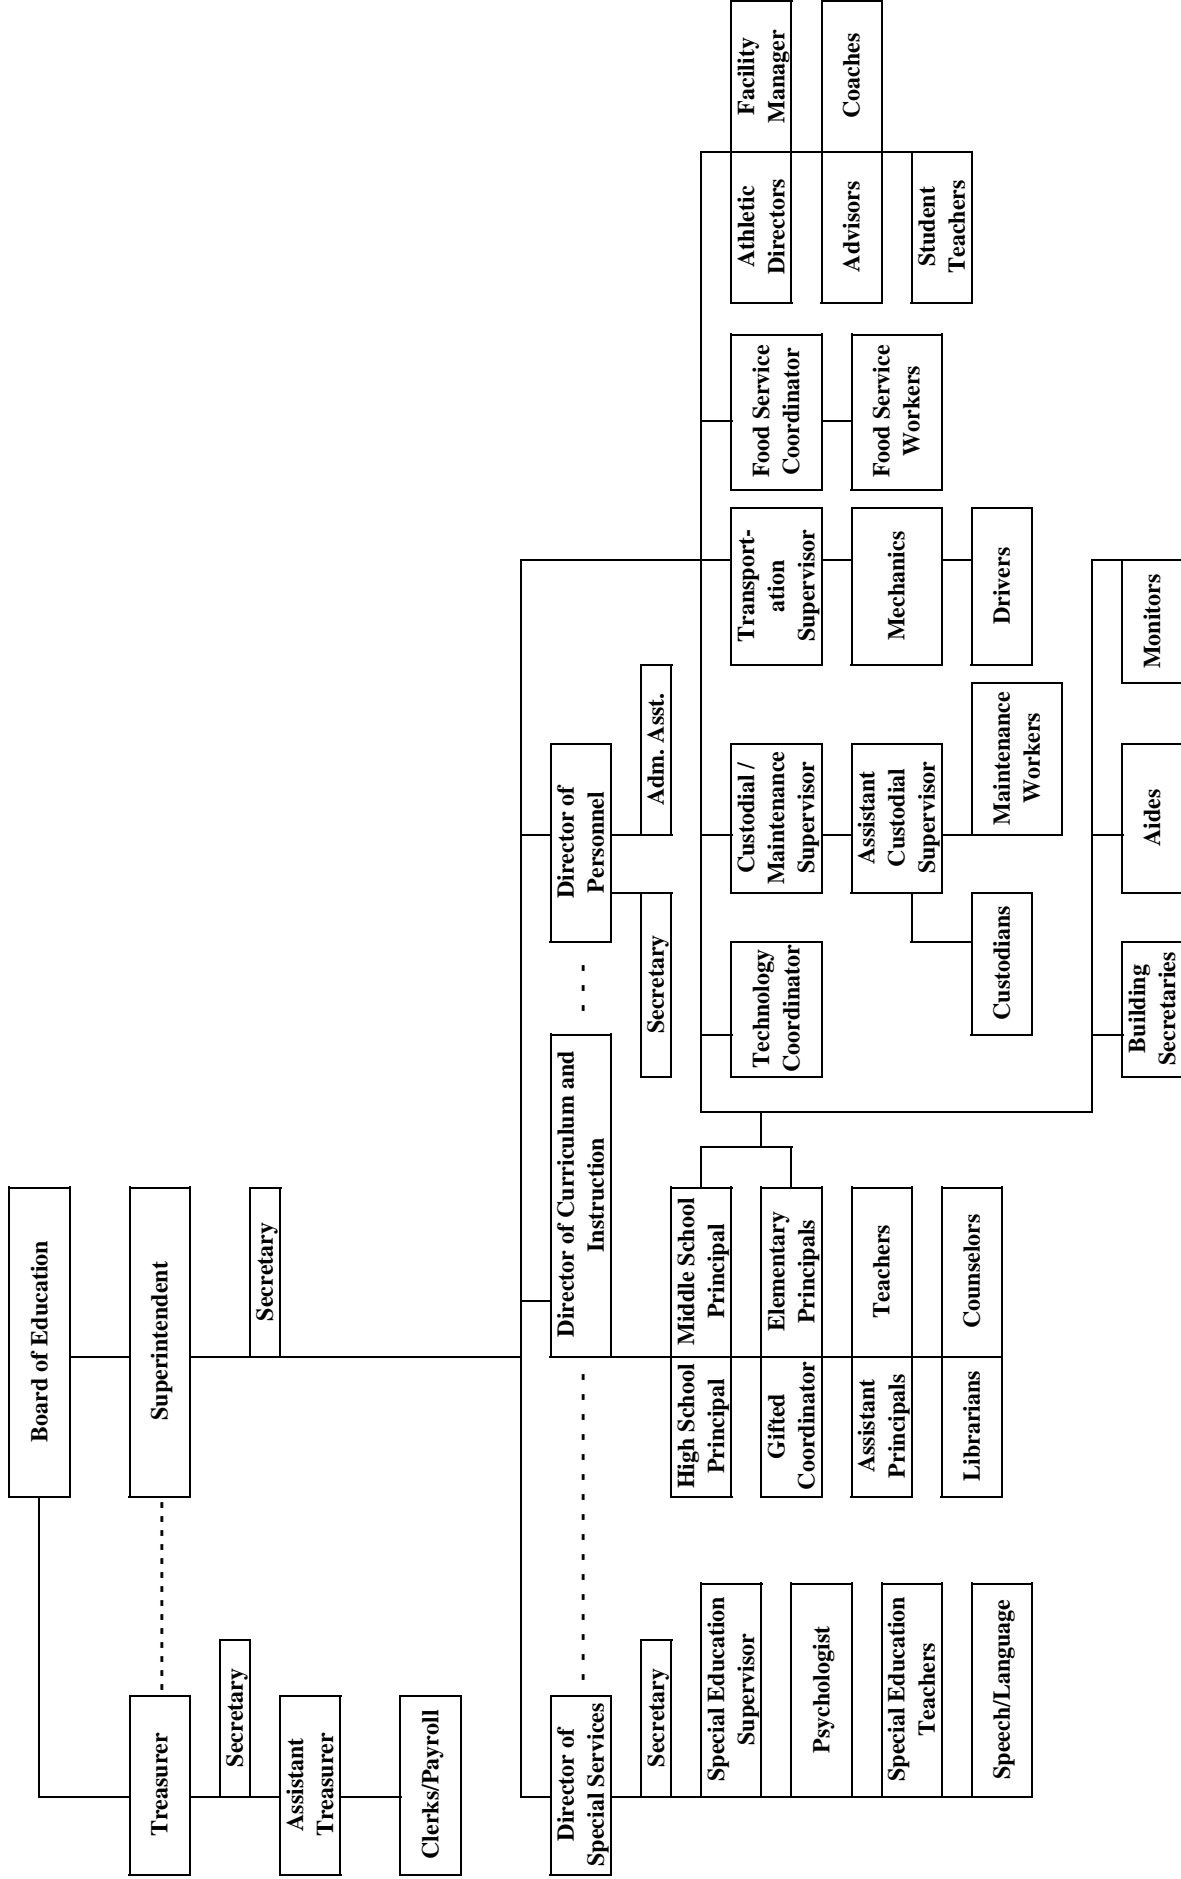 Board of Education
Treasurer
Superintendent
Secretary
Secretary
Assistant
Treasurer
Clerks/Payroll
Director of
Special Services
Director of Curriculum and
Instruction
Director of
Personnel
Secretary
Secretary
Adm. Asst.
Special Education
Supervisor
Psychologist
Special Education
Teachers
Speech/Language
High School
Principal
Middle School
Principal
Gifted
Coordinator
Elementary
Principals
Assistant
Principals
Teachers
Librarians
Counselors
Technology
Coordinator
Custodial /
Maintenance
Supervisor
Transport-
ation
Supervisor
Food Service
Coordinator
Athletic
Directors
Facility
Manager
Assistant
Custodial
Supervisor
Mechanics
Food Service
Workers
Advisors
Coaches
Custodians
Maintenance
Workers
Drivers
Student
Teachers
Building
Secretaries
Aides
Monitors